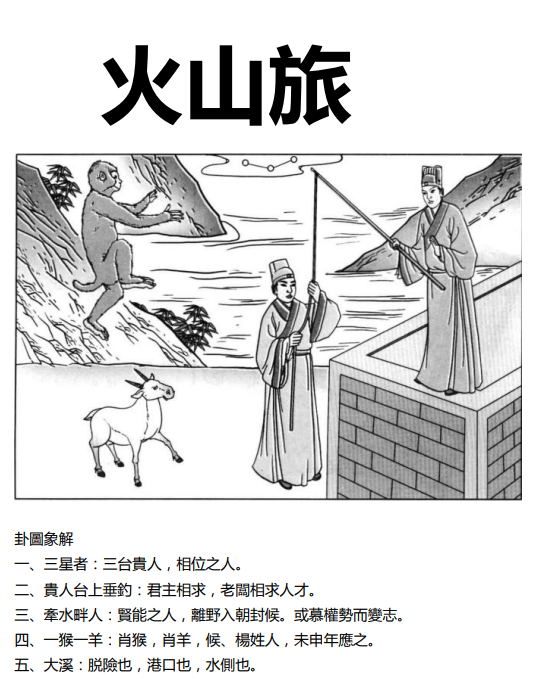 火山旅
卦圖象解
一、三星者：三台貴人，相位之人。
二、貴人台上垂釣：君主相求，老闆相求人才。
三、牽水畔人：賢能之人，離野入朝封候。或慕權勢而變志。
四、一猴一羊：肖猴，肖羊，候、楊姓人，未申年應之。
五、大溪：脱險也，港口也，水側也。